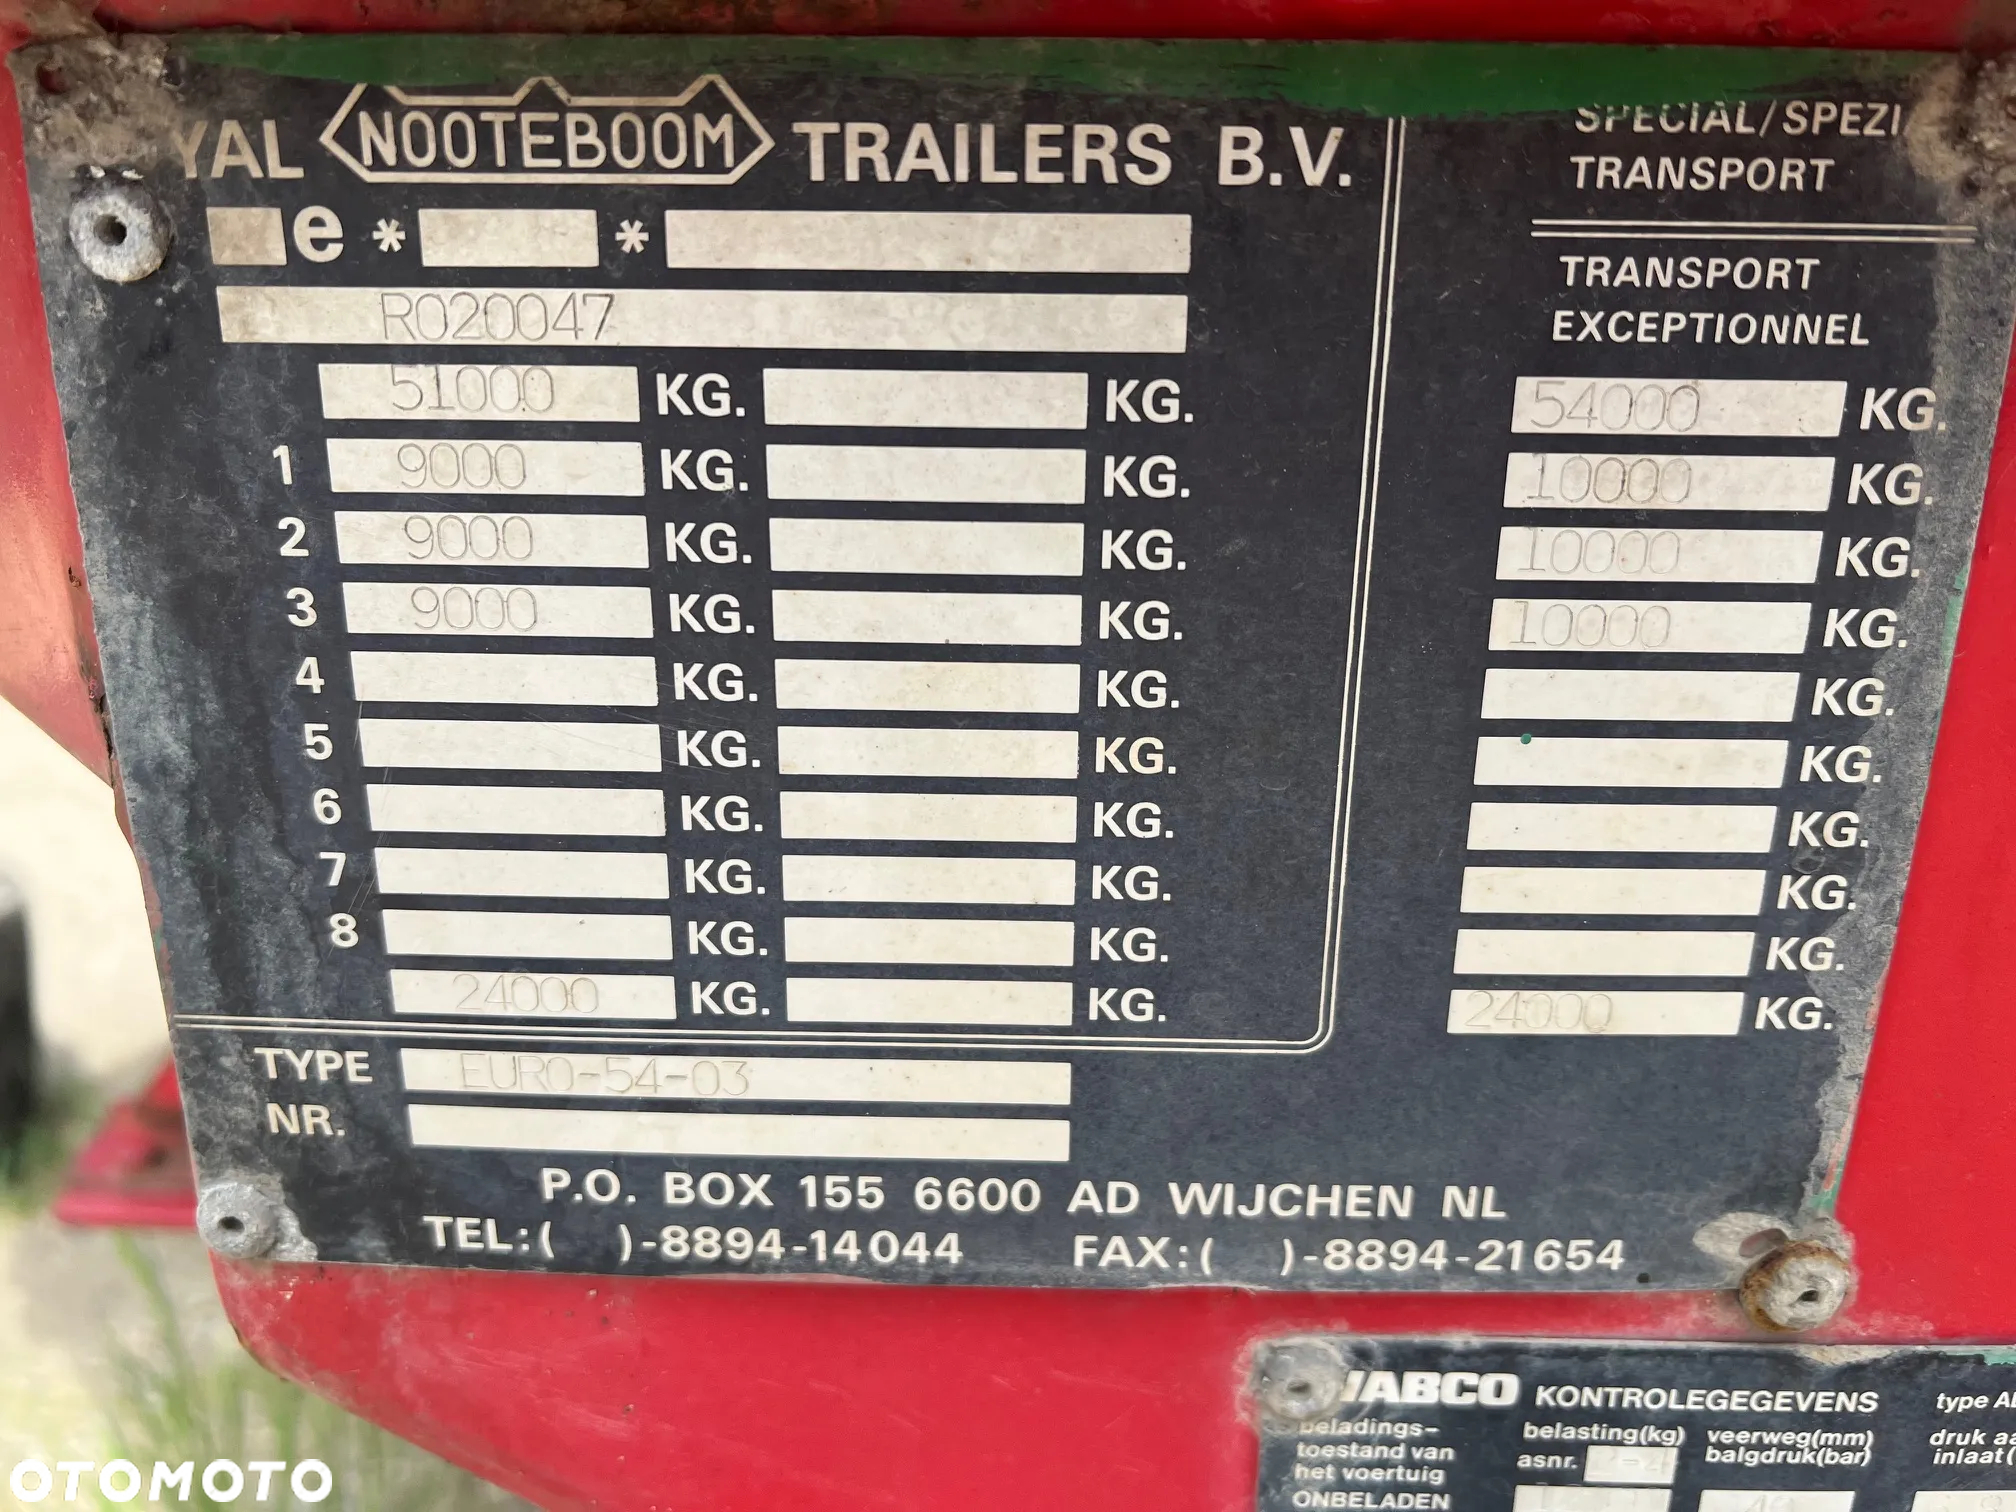 YAL NOOTEBOOM TRAILERS B.V.
e * *
R020047
51000 KG. KG.
1 9000 KG. KG.
2 9000 KG. KG.
3 9000 KG. KG.
4 KG. KG.
5 KG. KG.
6 KG. KG.
7 KG. KG.
8 KG. KG.
24000 KG. KG.
SPECIAL/SPEZI
TRANSPORT
TRANSPORT
EXCEPTIONNEL
54000 KG.
10000 KG.
10000 KG.
10000 KG.
KG.
KG.
KG.
KG.
KG.
24000 KG.
TYPE EURO-54-03
NR.
P.O. BOX 155 6600 AD WIJCHEN NL
TEL:( )-8894-14044 FAX:( )-8894-21654
WABCO KONTROLEGEGEVENS type
beladings-
toestand van
het voertuig
ONBELADEN
belasting(kg)
asnr.
veerweg(mm)
balgdruk(bar)
druk
inlaat(
OTOMOTO